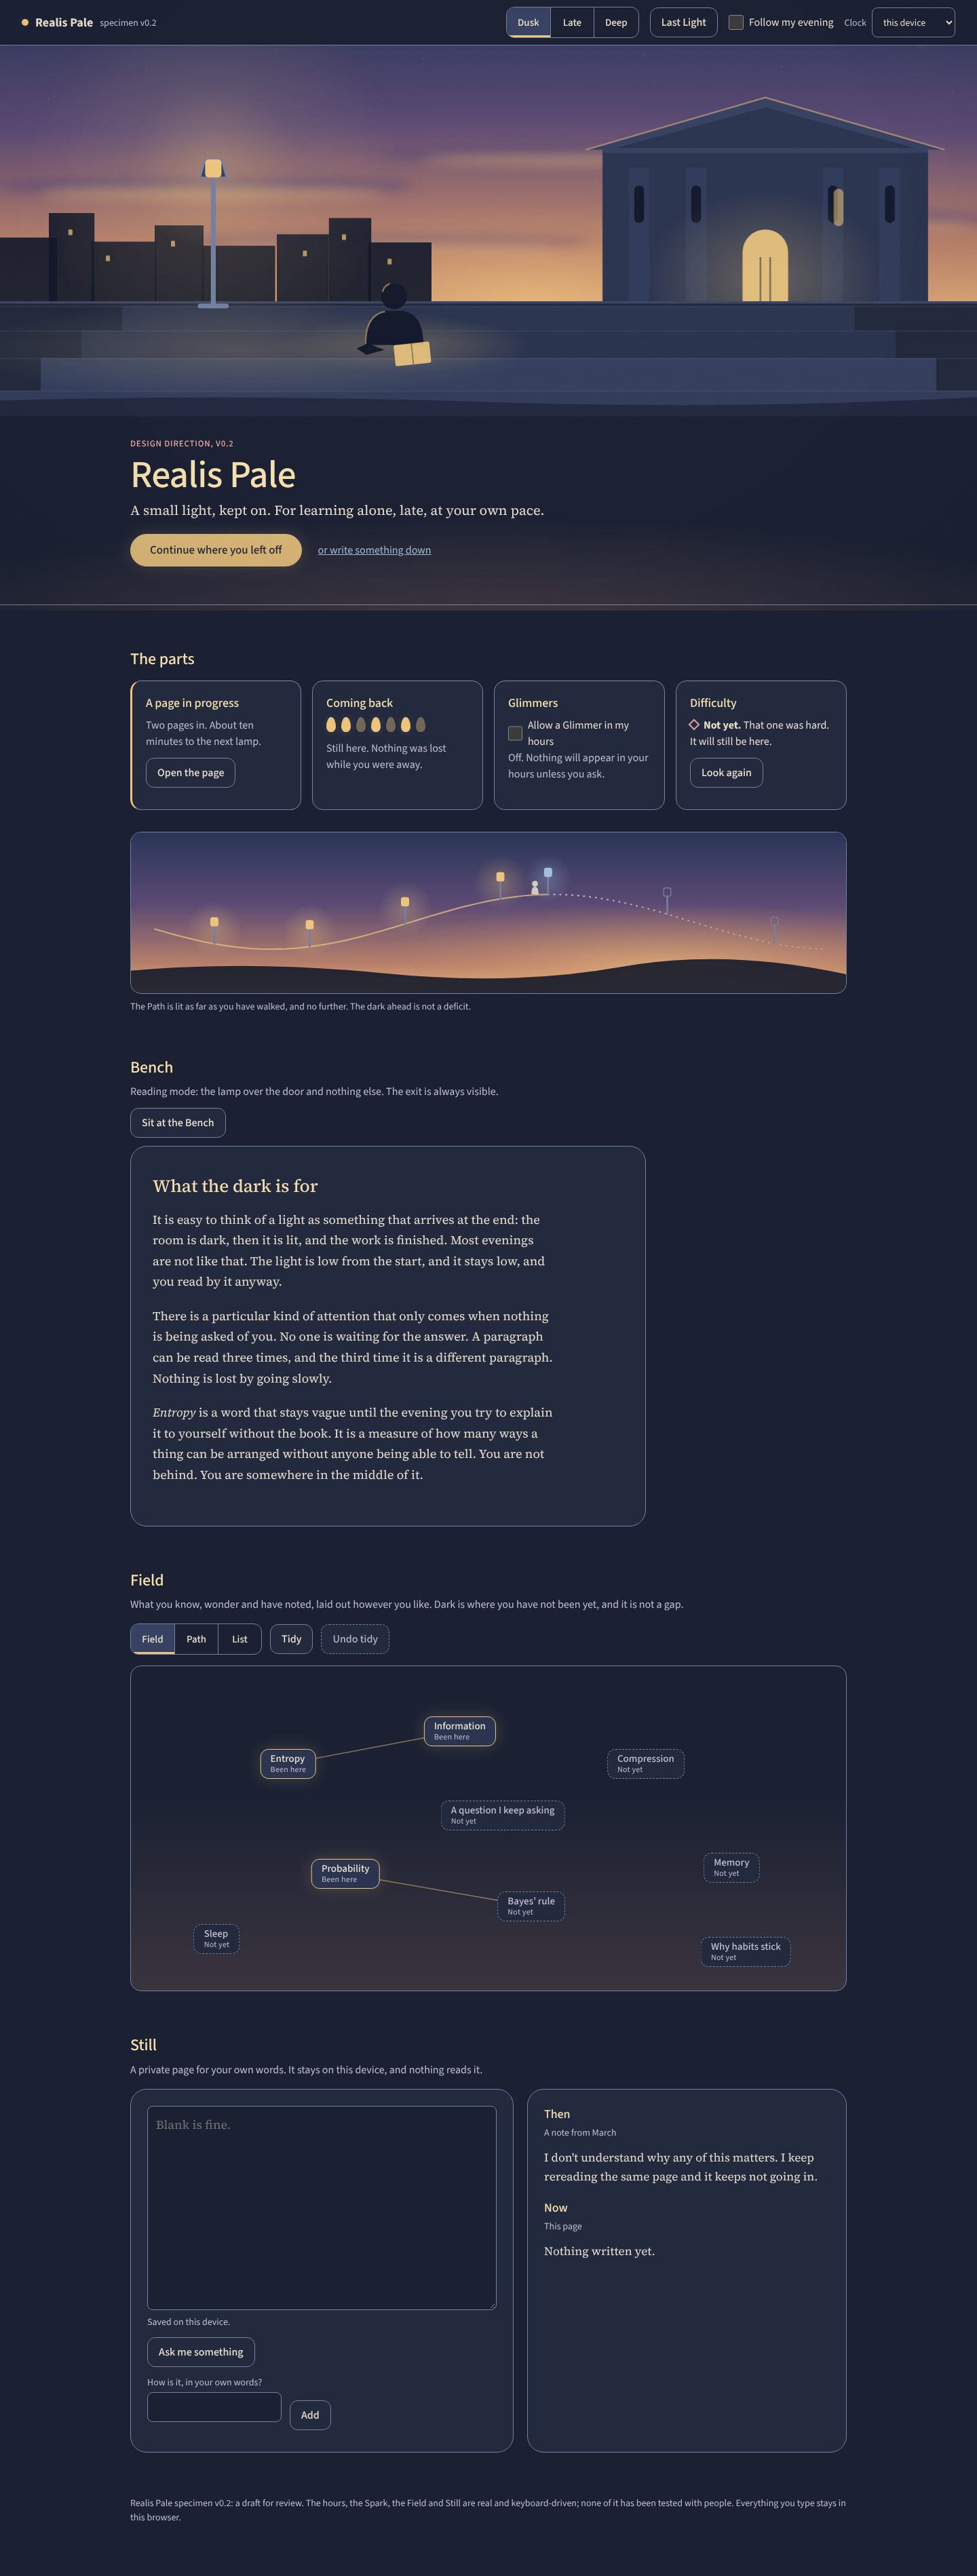 Realis Pale specimen v0.2 Dusk Late Deep Last Light Follow my evening Clock this device
DESIGN DIRECTION, V0.2
Realis Pale
A small light, kept on. For learning alone, late, at your own pace.
Continue where you left off or write something down
The parts
A page in progress
Two pages in. About ten
minutes to the next lamp.
Open the page
Coming back
Still here. Nothing was lost
while you were away.
Glimmers
Allow a Glimmer in my
hours
Off. Nothing will appear in your
hours unless you ask.
Difficulty
Not yet. That one was hard.
It will still be here.
Look again
The Path is lit as far as you have walked, and no further. The dark ahead is not a deficit.
Bench
Reading mode: the lamp over the door and nothing else. The exit is always visible.
Sit at the Bench
What the dark is for
It is easy to think of a light as something that arrives at the end: the
room is dark, then it is lit, and the work is finished. Most evenings
are not like that. The light is low from the start, and it stays low, and
you read by it anyway.
There is a particular kind of attention that only comes when nothing
is being asked of you. No one is waiting for the answer. A paragraph
can be read three times, and the third time it is a different paragraph.
Nothing is lost by going slowly.
Entropy is a word that stays vague until the evening you try to explain
it to yourself without the book. It is a measure of how many ways a
thing can be arranged without anyone being able to tell. You are not
behind. You are somewhere in the middle of it.
Field
What you know, wonder and have noted, laid out however you like. Dark is where you have not been yet, and it is not a gap.
Field Path List Tidy Undo tidy
Information
Been here
Entropy
Been here
Compression
Not yet
A question I keep asking
Not yet
Probability
Been here
Memory
Not yet
Bayes' rule
Not yet
Sleep
Not yet
Why habits stick
Not yet
Still
A private page for your own words. It stays on this device, and nothing reads it.
Blank is fine.
Saved on this device.
Ask me something
How is it, in your own words?
Add
Then
A note from March
I don't understand why any of this matters. I keep
rereading the same page and it keeps not going in.
Now
This page
Nothing written yet.
Realis Pale specimen v0.2: a draft for review. The hours, the Spark, the Field and Still are real and keyboard-driven; none of it has been tested with people. Everything you type stays in
this browser.